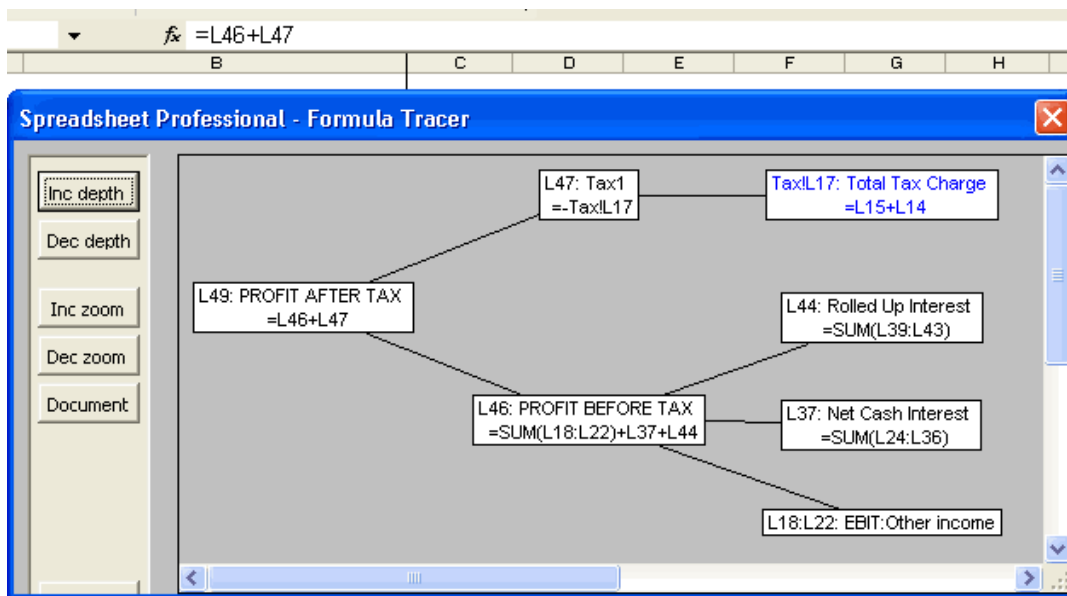 fx =L46+L47
B C D E F G H
Spreadsheet Professional - Formula Tracer
Inc depth
Dec depth
Inc zoom
Dec zoom
Document
L47: Tax1
=-Tax!L17
Tax!L17: Total Tax Charge
=L15+L14
L49: PROFIT AFTER TAX
=L46+L47
L44: Rolled Up Interest
=SUM(L39:L43)
L46: PROFIT BEFORE TAX
=SUM(L18:L22)+L37+L44
L37: Net Cash Interest
=SUM(L24:L36)
L18:L22: EBIT:Other income